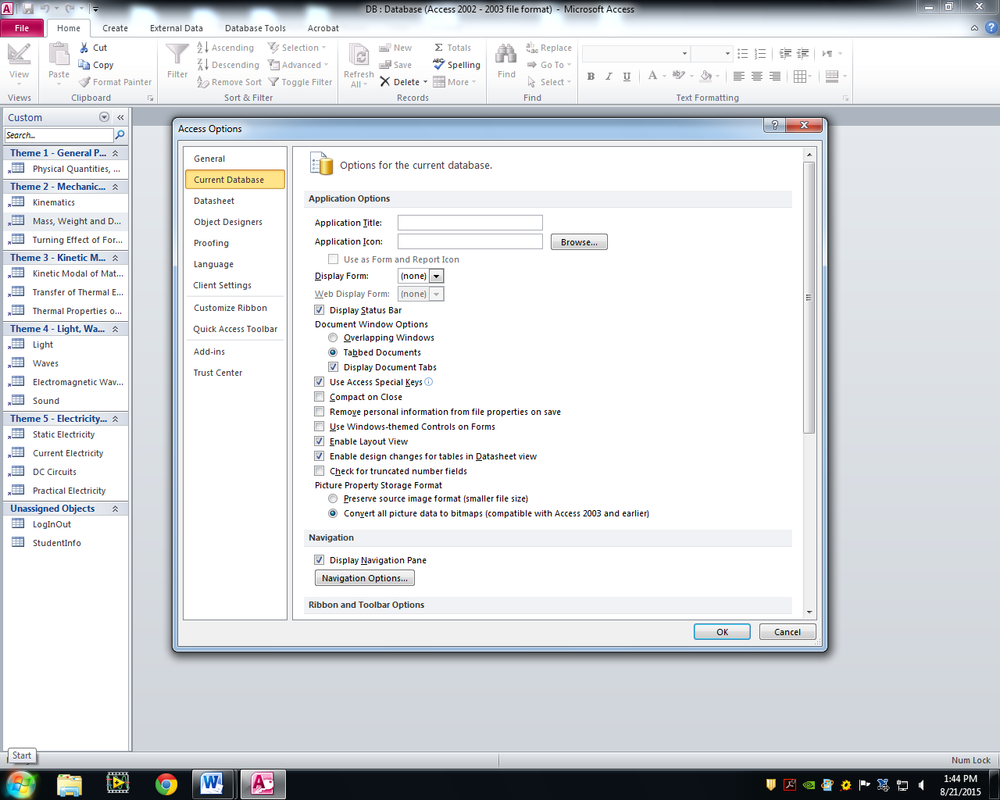 DB : Database (Access 2002 - 2003 file format) - Microsoft Access
File Home Create External Data Database Tools Acrobat
View
Views
Paste
Cut
Copy
Format Painter
Clipboard
Filter
Ascending
Descending
Remove Sort
Selection
Advanced
Toggle Filter
Sort & Filter
Refresh
All
New
Save
Delete
Totals
Spelling
More
Records
Find
Replace
Go To
Select
Find
B I U A ab
Text Formatting
Custom
Search...
Theme 1 - General P...
Physical Quantities, ...
Theme 2 - Mechanic...
Kinematics
Mass, Weight and D...
Turning Effect of For...
Theme 3 - Kinetic M...
Kinetic Modal of Mat...
Transfer of Thermal E...
Thermal Properties o...
Theme 4 - Light, Wa...
Light
Waves
Electromagnetic Wav...
Sound
Theme 5 - Electricity...
Static Electricity
Current Electricity
DC Circuits
Practical Electricity
Unassigned Objects
LogInOut
StudentInfo
Access Options
General
Current Database
Datasheet
Object Designers
Proofing
Language
Client Settings
Customize Ribbon
Quick Access Toolbar
Add-ins
Trust Center
Options for the current database.
Application Options
Application Title:
Application Icon: Browse...
Use as Form and Report Icon
Display Form: (none)
Web Display Form: (none)
Display Status Bar
Document Window Options
Overlapping Windows
Tabbed Documents
Display Document Tabs
Use Access Special Keys
Compact on Close
Remove personal information from file properties on save
Use Windows-themed Controls on Forms
Enable Layout View
Enable design changes for tables in Datasheet view
Check for truncated number fields
Picture Property Storage Format
Preserve source image format (smaller file size)
Convert all picture data to bitmaps (compatible with Access 2003 and earlier)
Navigation
Display Navigation Pane
Navigation Options...
Ribbon and Toolbar Options
OK Cancel
Start
Num Lock
1:44 PM
8/21/2015